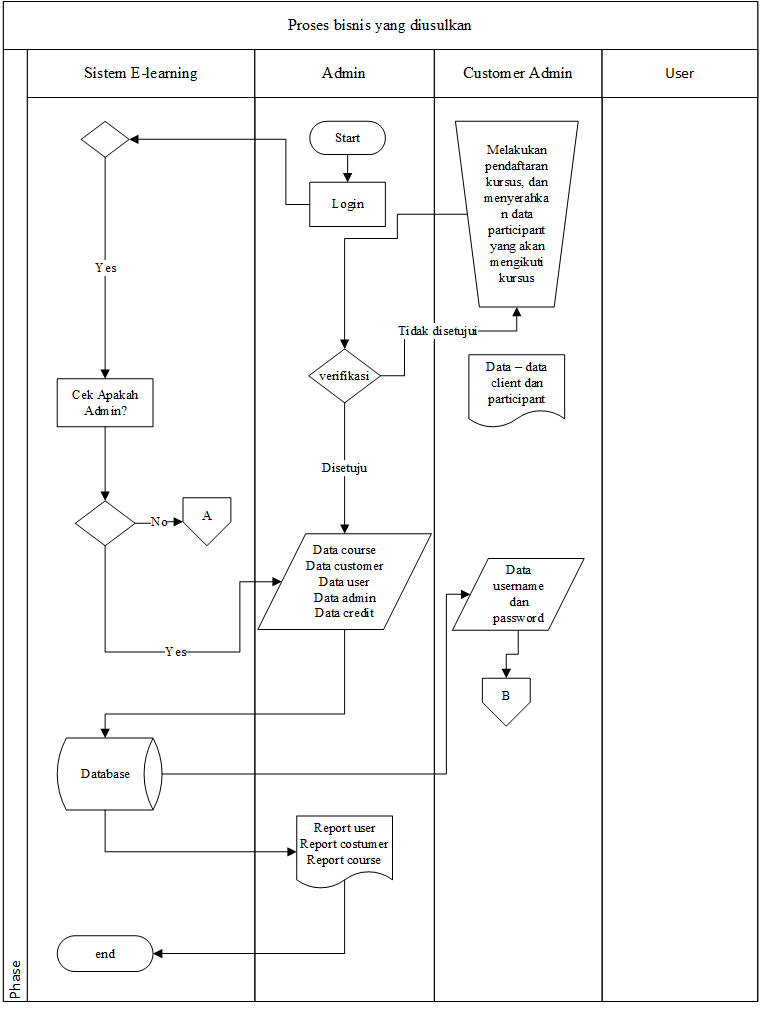 Proses bisnis yang diusulkan
Sistem E-learning
Admin
Customer Admin
User
Start
Login
Melakukan
pendaftaran
kursus, dan
menyerahka
n data
participant
yang akan
mengikuti
kursus
Yes
Tidak disetujui
verifikasi
Data – data
client dan
participant
Cek Apakah
Admin?
Disetuju
No
A
Data course
Data customer
Data user
Data admin
Data credit
Data
username
dan
password
Yes
B
Database
Report user
Report costumer
Report course
end
Phase